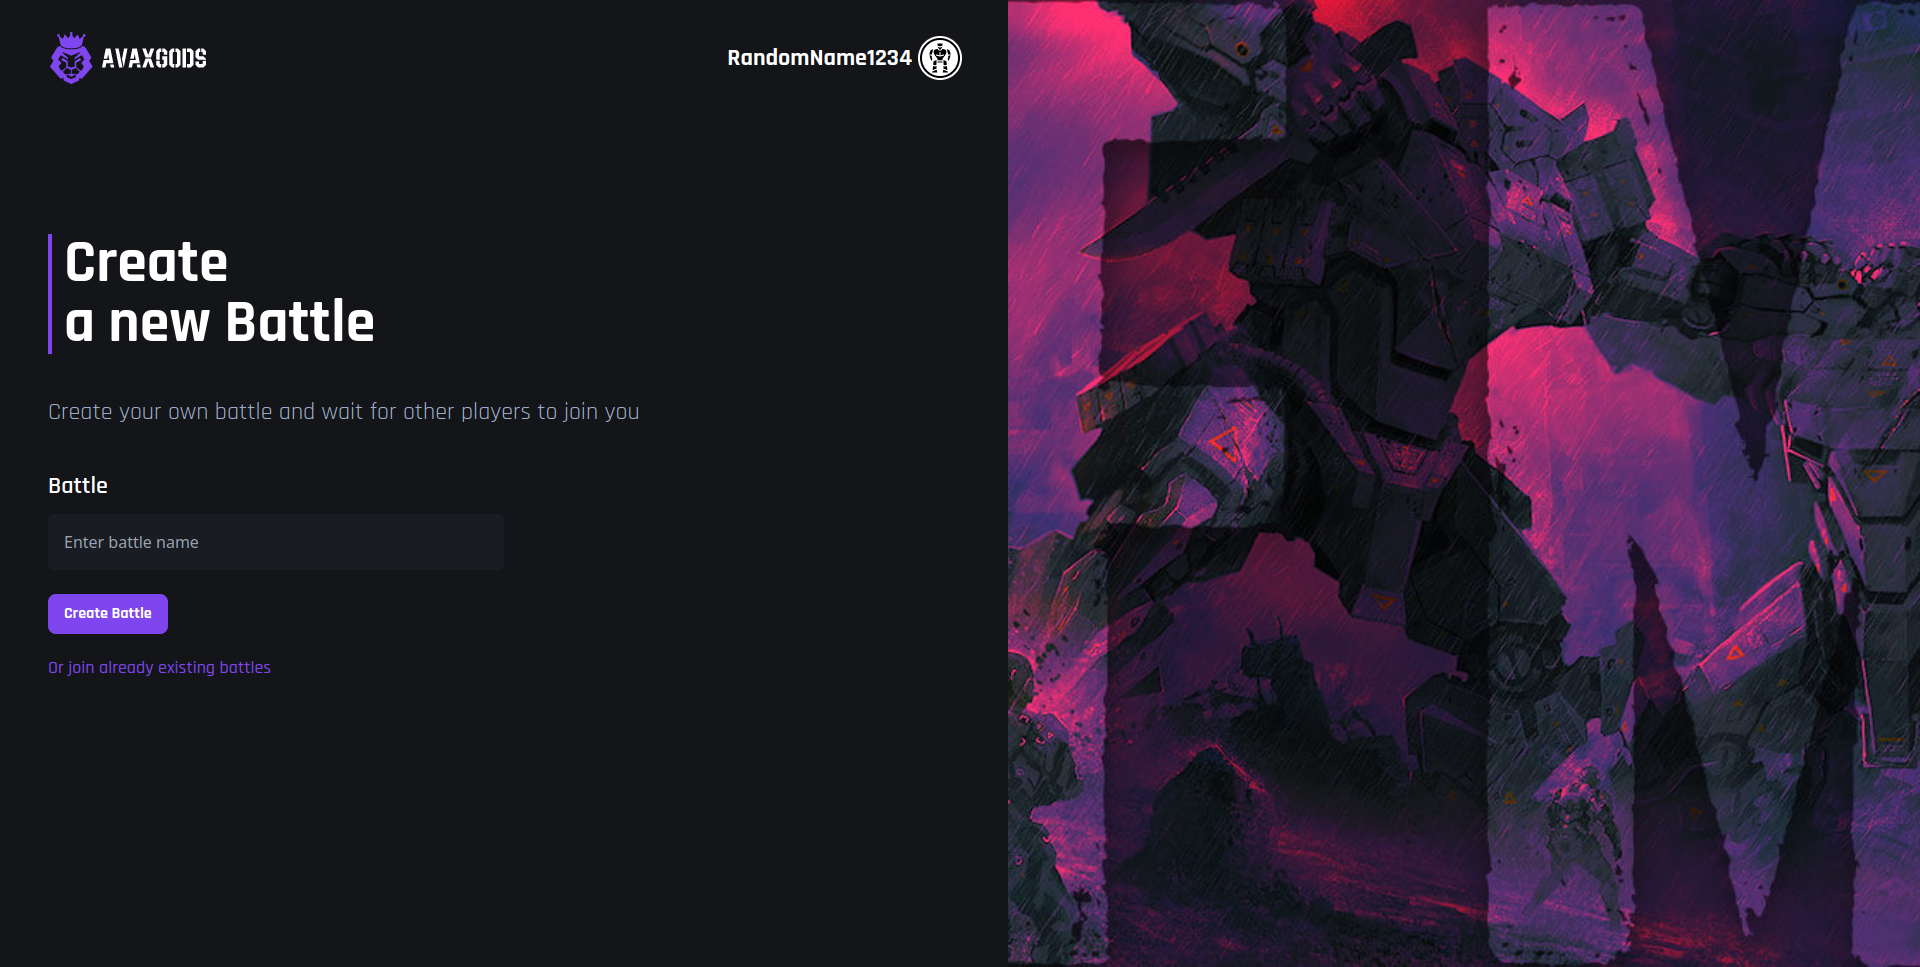 AVAXGODS
RandomName1234
Create
a new Battle
Create your own battle and wait for other players to join you
Battle
Enter battle name
Create Battle
Or join already existing battles